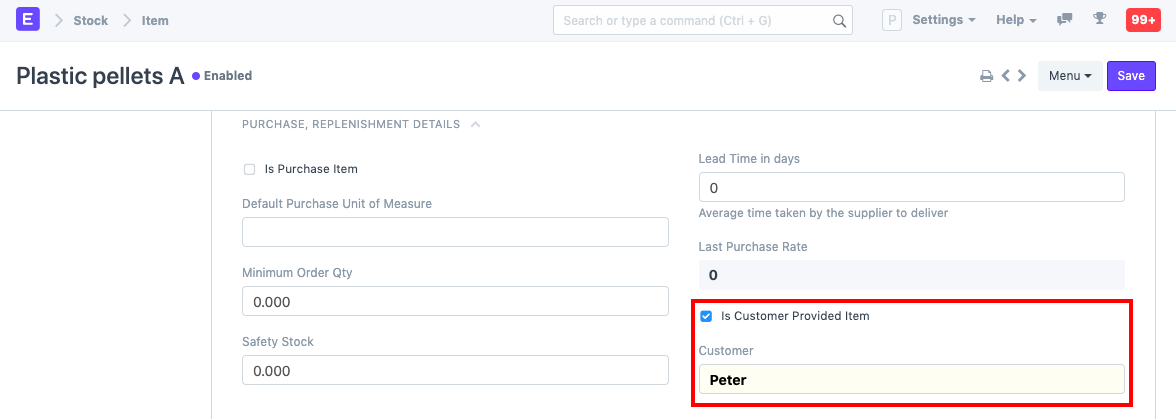 E Stock Item Search or type a command (Ctrl + G) P Settings Help 99+
Plastic pellets A Enabled Menu Save
PURCHASE, REPLENISHMENT DETAILS
Is Purchase Item
Default Purchase Unit of Measure
Minimum Order Qty
0.000
Safety Stock
0.000
Lead Time in days
0
Average time taken by the supplier to deliver
Last Purchase Rate
0
Is Customer Provided Item
Customer
Peter